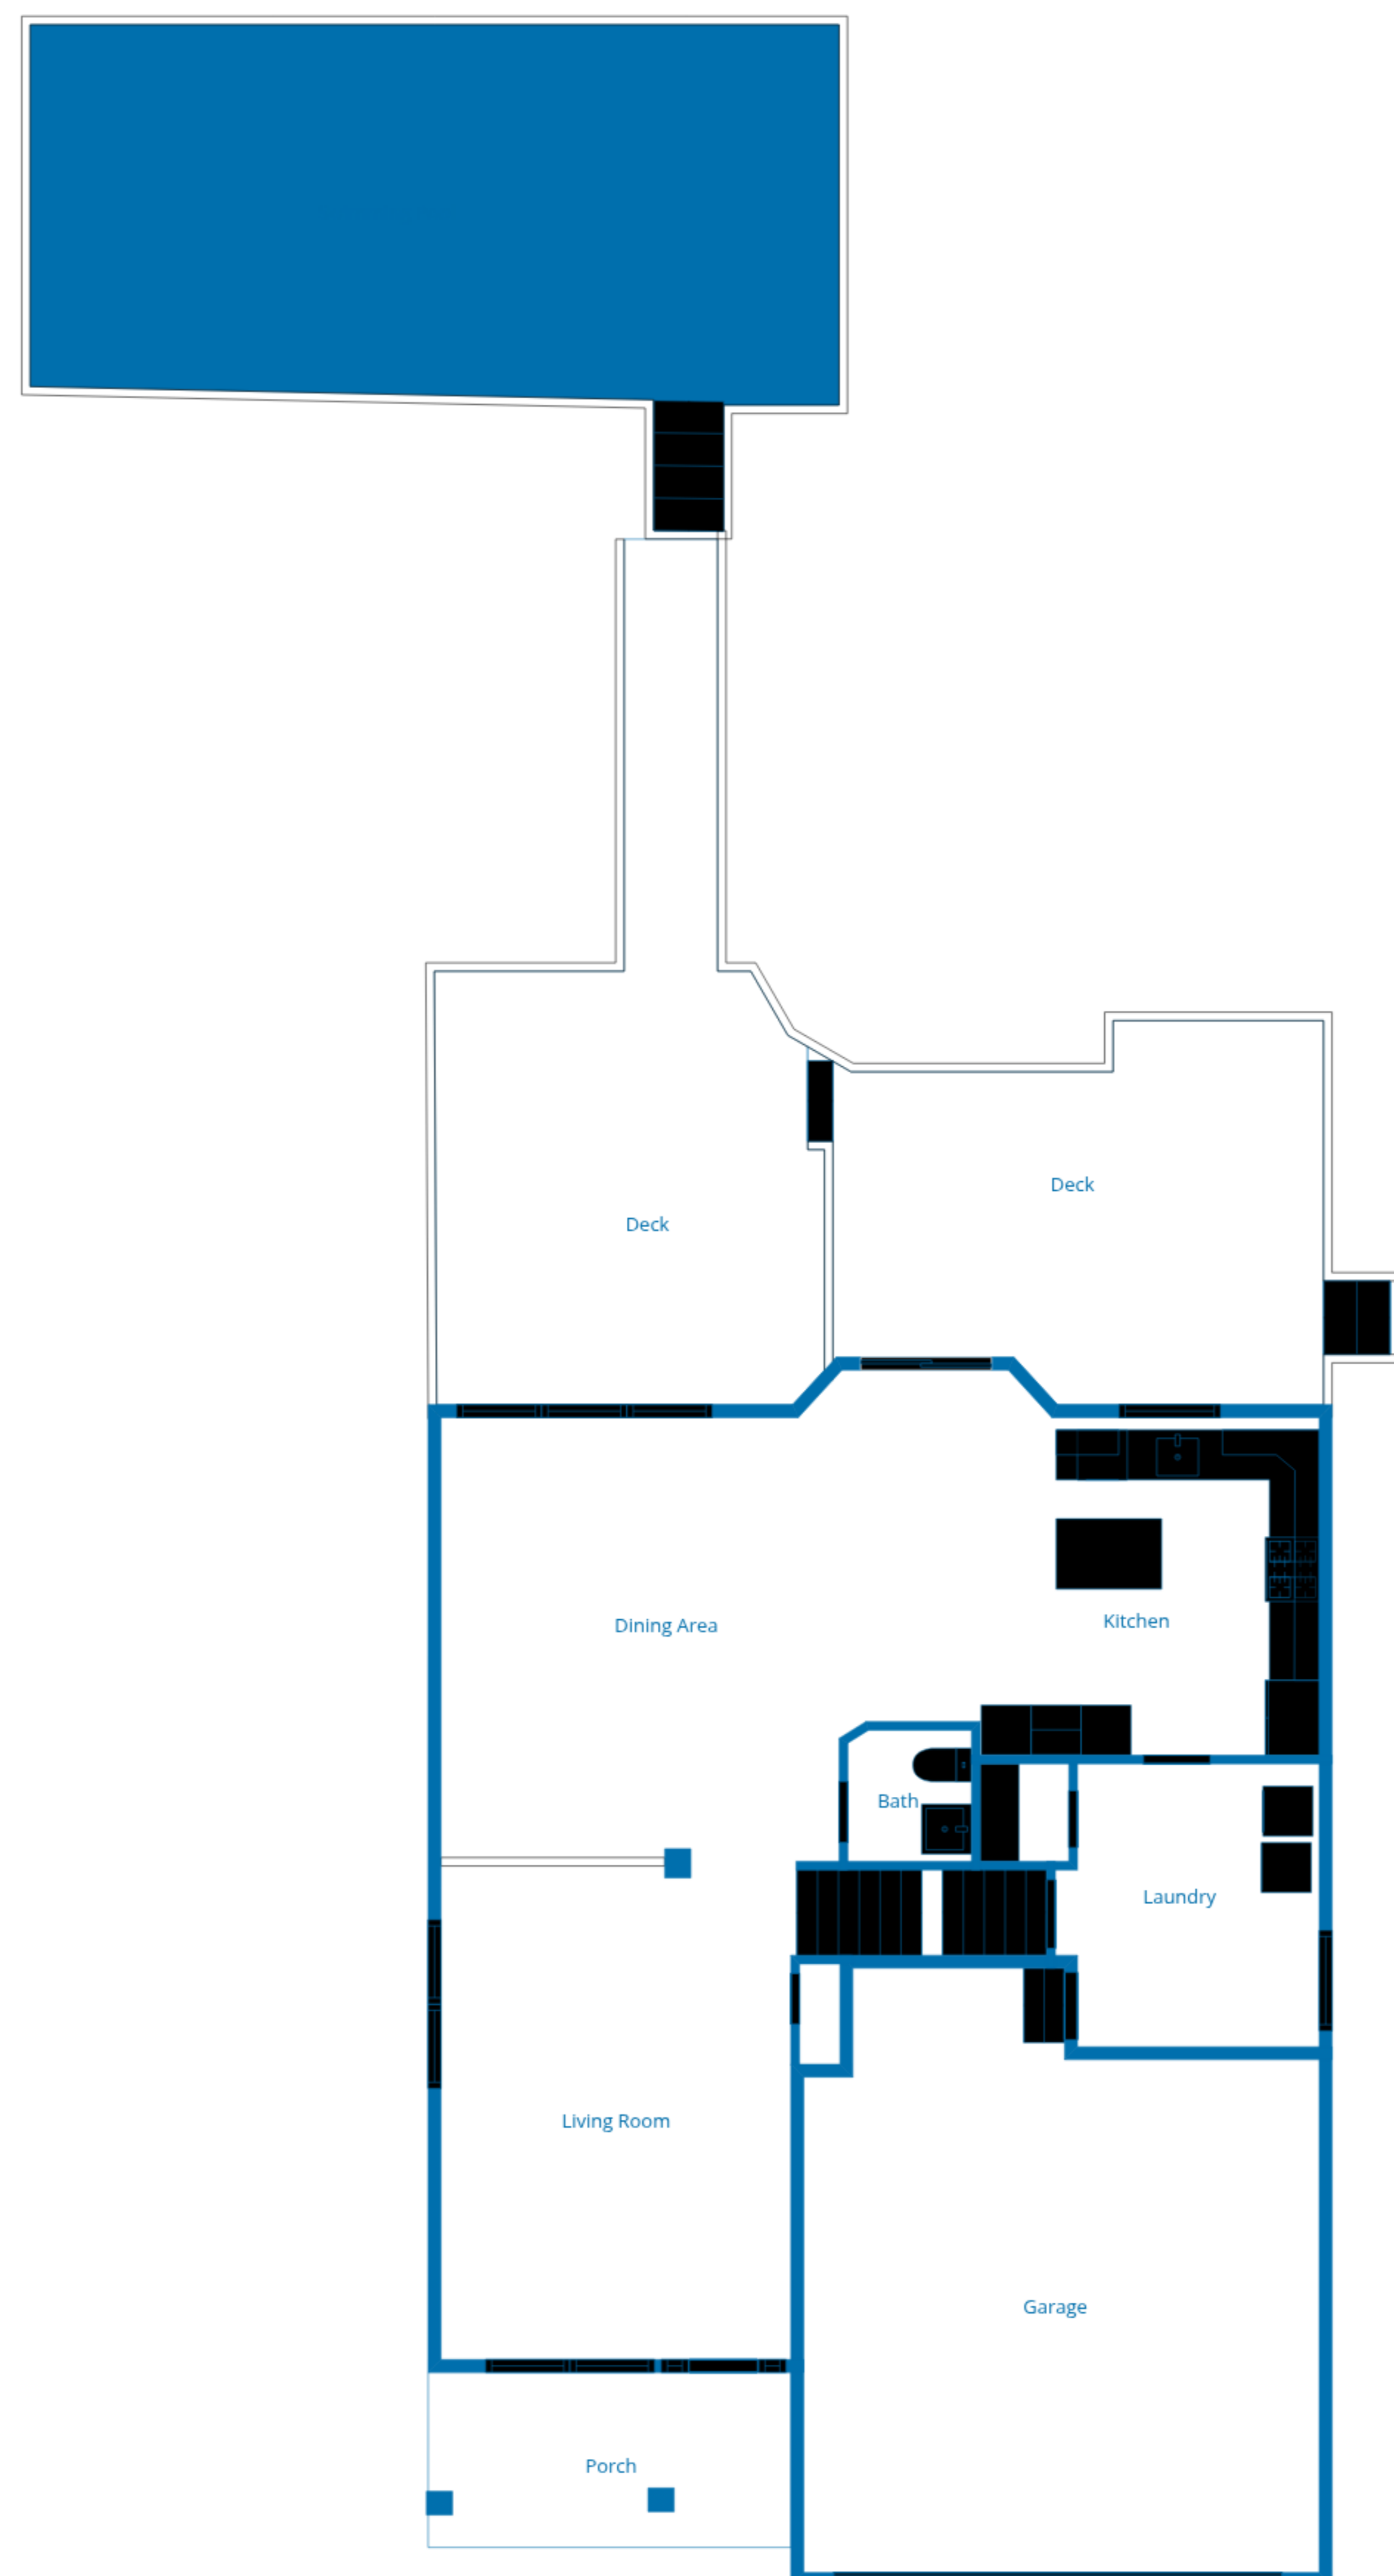 Deck
Deck
Dining Area
Kitchen
Bath
Laundry
Living Room
Garage
Porch